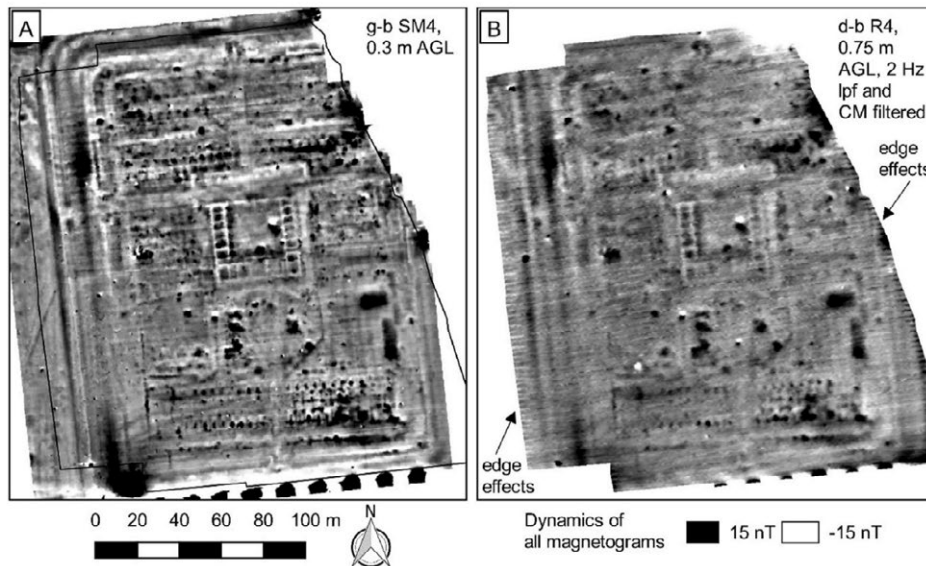 A
g-b SM4,
0.3 m AGL
B
d-b R4,
0.75 m
AGL, 2 Hz
lpf and
CM filtered
edge
effects
edge
effects
0 20 40 60 80 100 m
N
Dynamics of
all magnetograms
15 nT
-15 nT